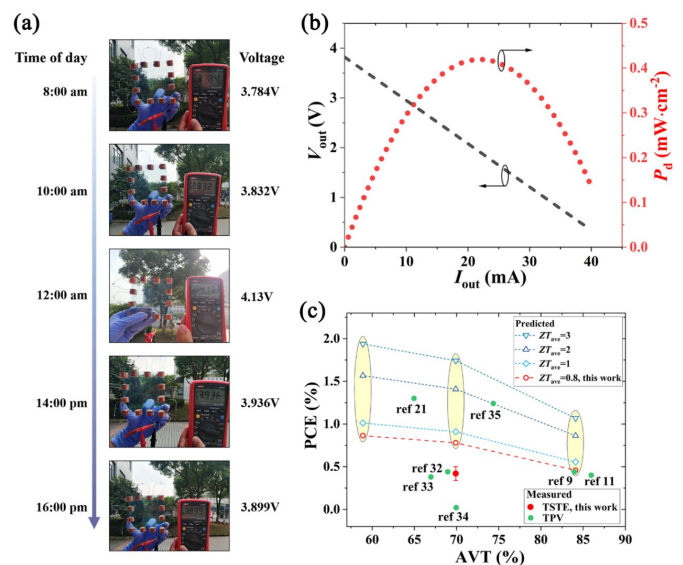 (a)
Time of day
Voltage
8:00 am
3.784V
10:00 am
3.832V
12:00 am
4.13V
14:00 pm
3.936V
16:00 pm
3.899V
(b)
V_out (V)
4
3
2
1
0
0 10 20 30 40
I_out (mA)
P_d (mW·cm⁻²)
0.5
0.4
0.3
0.2
0.1
0.0
(c)
PCE (%)
2.0
1.5
1.0
0.5
0.0
60 65 70 75 80 85 90
AVT (%)
Predicted
ZT_ave=3
ZT_ave=2
ZT_ave=1
ZT_ave=0.8, this work
ref 21
ref 35
ref 32
ref 33
ref 34
ref 9
ref 11
Measured
TSTE, this work
TPV